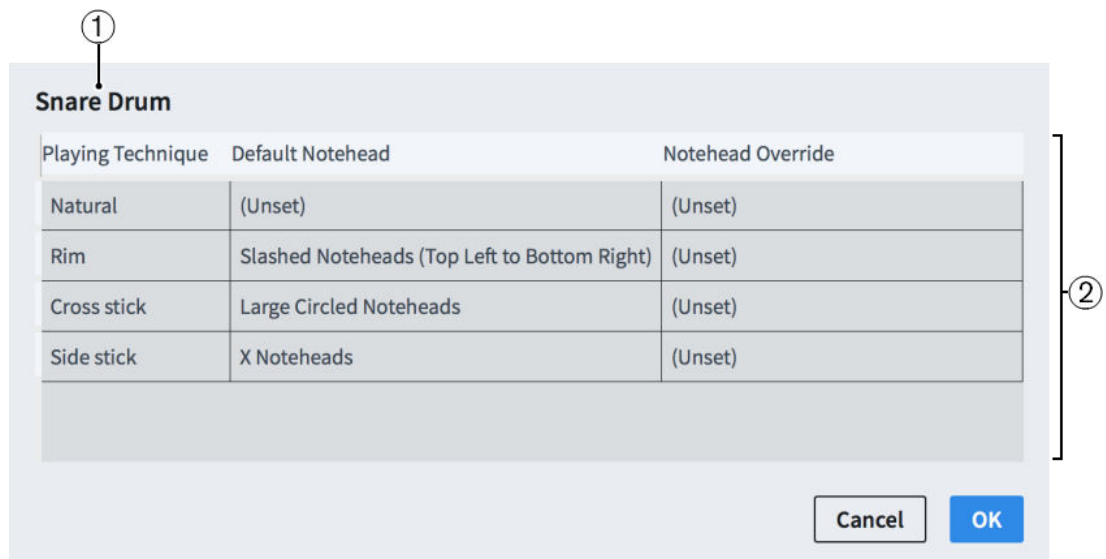 ①
Snare Drum
Playing Technique Default Notehead Notehead Override
Natural (Unset) (Unset)
Rim Slashed Noteheads (Top Left to Bottom Right) (Unset)
Cross stick Large Circled Noteheads (Unset)
②
Side stick X Noteheads (Unset)
Cancel OK